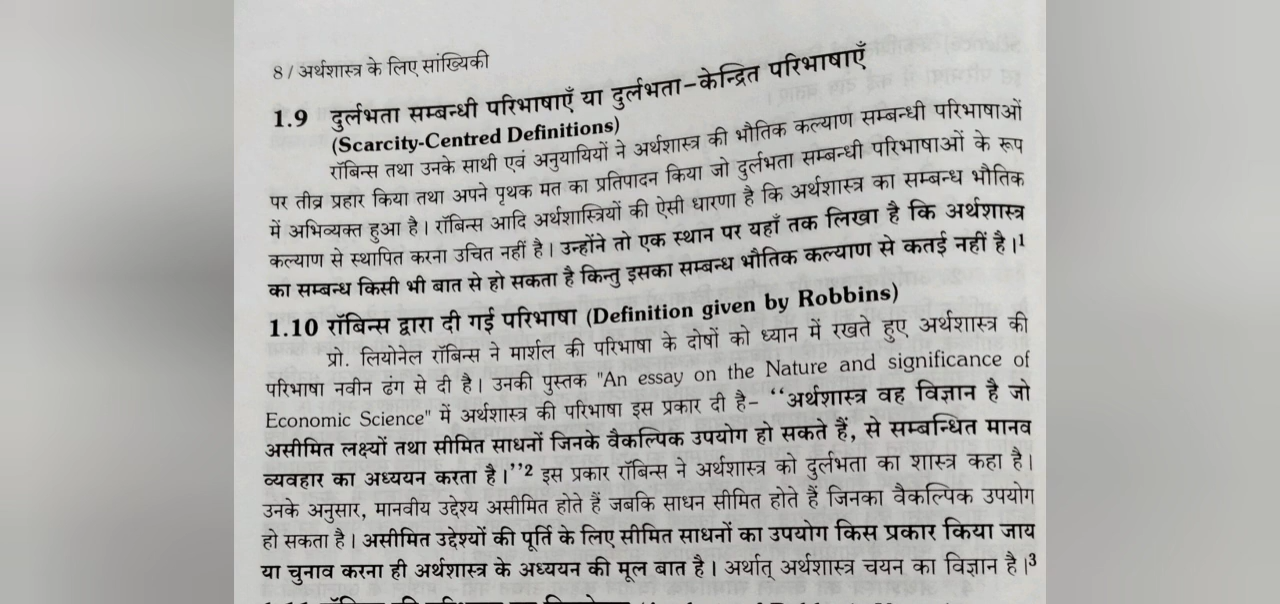 8 / अर्थशास्त्र के लिए सांख्यिकी
1.9 दुर्लभता सम्बन्धी परिभाषाएँ या दुर्लभता-केन्द्रित परिभाषाएँ
(Scarcity-Centred Definitions)
रॉबिन्स तथा उनके साथी एवं अनुयायियों ने अर्थशास्त्र की भौतिक कल्याण सम्बन्धी परिभाषाओं
पर तीव्र प्रहार किया तथा अपने पृथक मत का प्रतिपादन किया जो दुर्लभता सम्बन्धी परिभाषाओं के रूप
में अभिव्यक्त हुआ है। रॉबिन्स आदि अर्थशास्त्रियों की ऐसी धारणा है कि अर्थशास्त्र का सम्बन्ध भौतिक
कल्याण से स्थापित करना उचित नहीं है। उन्होंने तो एक स्थान पर यहाँ तक लिखा है कि अर्थशास्त्र
का सम्बन्ध किसी भी बात से हो सकता है किन्तु इसका सम्बन्ध भौतिक कल्याण से कतई नहीं है।1
1.10 रॉबिन्स द्वारा दी गई परिभाषा (Definition given by Robbins)
प्रो. लियोनेल रॉबिन्स ने मार्शल की परिभाषा के दोषों को ध्यान में रखते हुए अर्थशास्त्र की
परिभाषा नवीन ढंग से दी है। उनकी पुस्तक "An essay on the Nature and significance of
Economic Science" में अर्थशास्त्र की परिभाषा इस प्रकार दी है- ‘‘अर्थशास्त्र वह विज्ञान है जो
असीमित लक्ष्यों तथा सीमित साधनों जिनके वैकल्पिक उपयोग हो सकते हैं, से सम्बन्धित मानव
व्यवहार का अध्ययन करता है।’’2 इस प्रकार रॉबिन्स ने अर्थशास्त्र को दुर्लभता का शास्त्र कहा है।
उनके अनुसार, मानवीय उद्देश्य असीमित होते हैं जबकि साधन सीमित होते हैं जिनका वैकल्पिक उपयोग
हो सकता है। असीमित उद्देश्यों की पूर्ति के लिए सीमित साधनों का उपयोग किस प्रकार किया जाय
या चुनाव करना ही अर्थशास्त्र के अध्ययन की मूल बात है। अर्थात् अर्थशास्त्र चयन का विज्ञान है।3